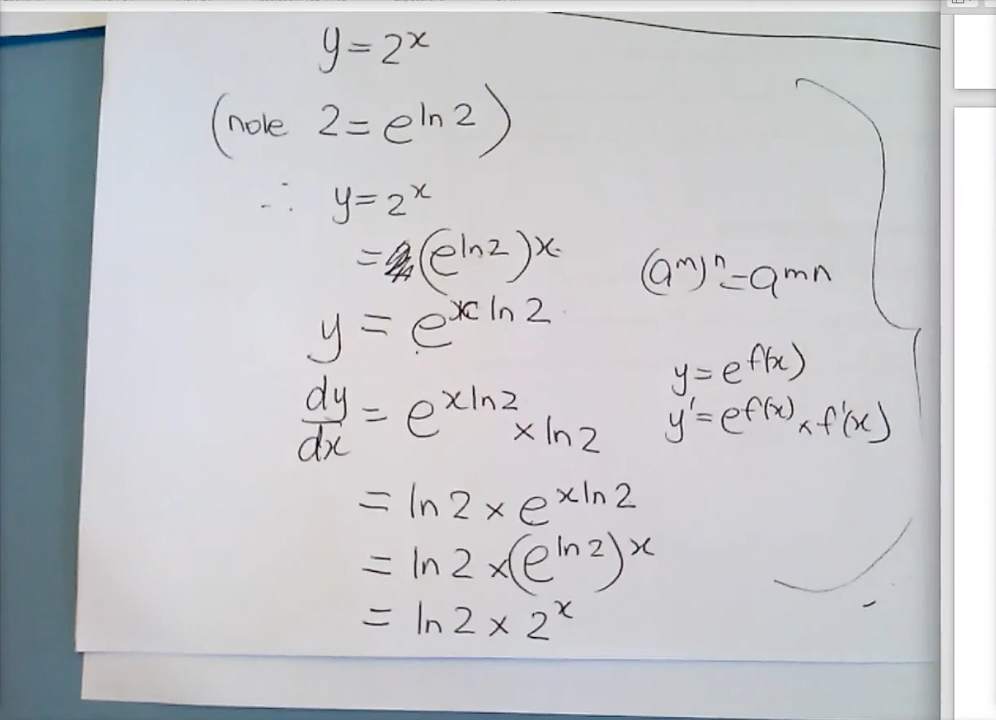 y = 2^x
(note 2 = e^ln 2)
∴ y = 2^x
= (e^ln 2)^x
(a^m)^n = a^mn
y = e^x ln 2
y = e^f(x)
dy/dx = e^x ln 2 × ln 2
y' = e^f(x) × f'(x)
= ln 2 × e^x ln 2
= ln 2 × (e^ln 2)^x
= ln 2 × 2^x